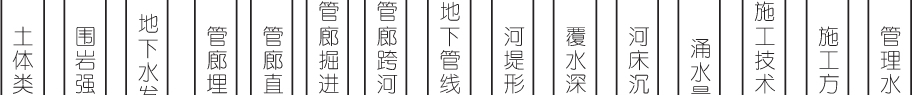 土体类
围岩强
地下水发
管廊埋
管廊直
管廊掘进
管廊跨河
地下管线
河堤形
覆水深
河床沉
涌水量
施工技术
施工方
管理水